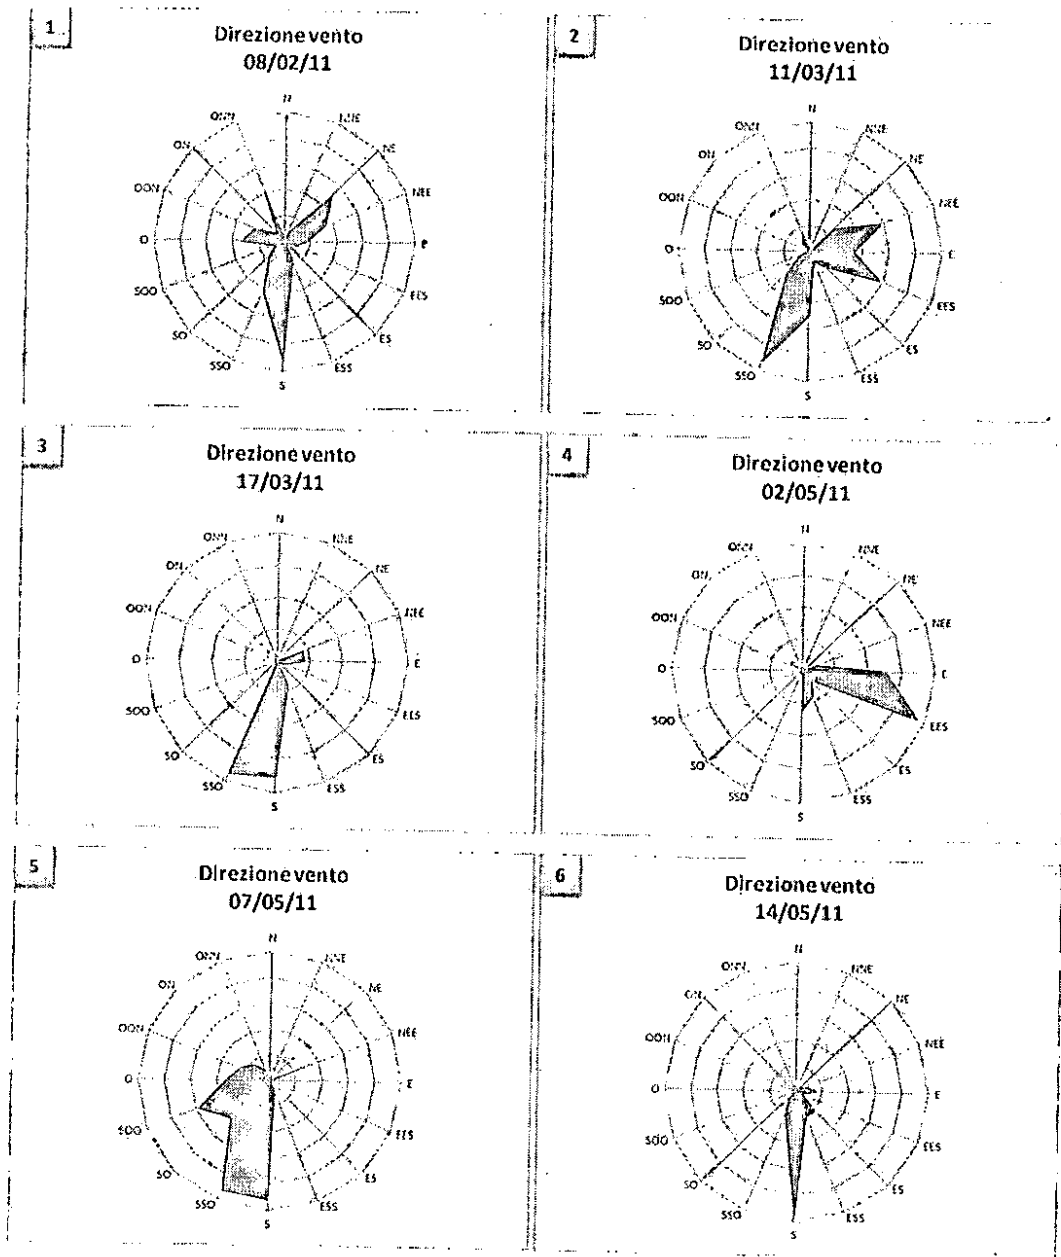 1
Direzione vento
08/02/11
N
ONN
NNE
ON
NE
OON
NEE
O
E
SOO
EES
SO
ES
SSO
ESS
S
2
Direzione vento
11/03/11
N
ONN
NNE
ON
NE
OON
NEE
O
E
SOO
EES
SO
ES
SSO
ESS
S
3
Direzione vento
17/03/11
N
ONN
NNE
ON
NE
OON
NEE
O
E
SOO
EES
SO
ES
SSO
ESS
S
4
Direzione vento
02/05/11
N
ONN
NNE
ON
NE
OON
NEE
O
E
SOO
EES
SO
ES
SSO
ESS
S
5
Direzione vento
07/05/11
N
ONN
NNE
ON
NE
OON
NEE
O
E
SOO
EES
SO
ES
SSO
ESS
S
6
Direzione vento
14/05/11
N
ONN
NNE
ON
NE
OON
NEE
O
E
SOO
EES
SO
ES
SSO
ESS
S